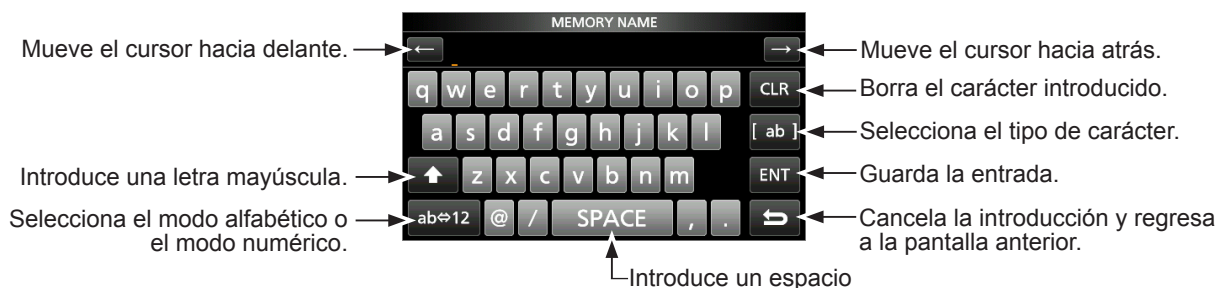 MEMORY NAME
Mueve el cursor hacia delante.
←
→
Mueve el cursor hacia atrás.
q w e r t y u i o p
CLR
Borra el carácter introducido.
a s d f g h j k l
[ ab ]
Selecciona el tipo de carácter.
Introduce una letra mayúscula.
z x c v b n m
ENT
Guarda la entrada.
Selecciona el modo alfabético o
el modo numérico.
ab⇔12 @ / SPACE , .
Cancela la introducción y regresa
a la pantalla anterior.
Introduce un espacio